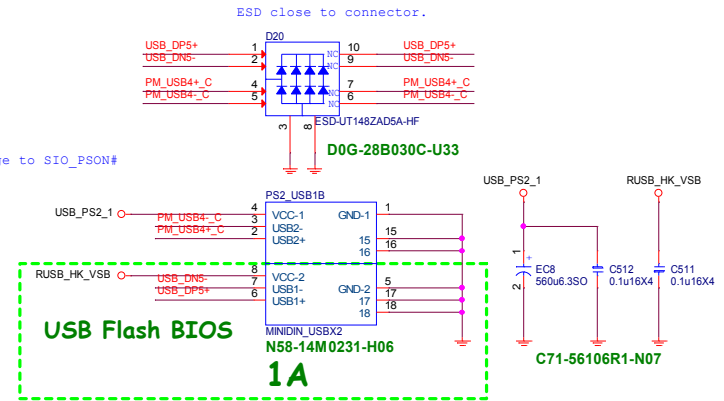 ESD close to connector.
D20
USB_DP5+ 1 10 USB_DP5+
USB_DN5- 2 NC 9 USB_DN5-
NC
PM_USB4+_C 4 NC 7 PM_USB4+_C
PM_USB4-_C 5 NC 6 PM_USB4-_C
3 8 ESD-UT148ZAD5A-HF
D0G-28B030C-U33
ge to SIO_PSON#
USB_PS2_1 RUSB_HK_VSB
PS2_USB1B
USB_PS2_1 4 VCC-1 GND-1 1
PM_USB4-_C 3 USB2-
PM_USB4+_C 2 USB2+ 15 15
16 16
RUSB_HK_VSB 8 VCC-2
USB_DN5- 7 USB1- GND-2 5
USB_DP5+ 6 USB1+ 17 17
18 18
1 + EC8 C512 C511
2 560u6.3SO 0.1u16X4 0.1u16X4
USB Flash BIOS
MINIDIN_USBX2
N58-14M0231-H06
C71-56106R1-N07
1A